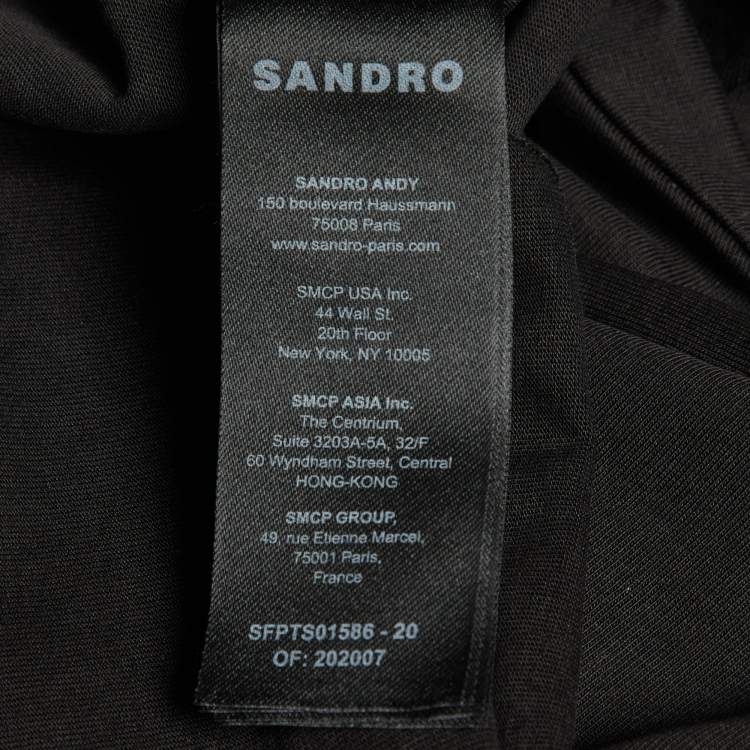 SANDRO
SANDRO ANDY
150 boulevard Haussmann
75008 Paris
www.sandro-paris.com
SMCP USA Inc.
44 Wall St.
20th Floor
New York, NY 10005
SMCP ASIA Inc.
The Centrium,
Suite 3203A-5A, 32/F
60 Wyndham Street, Central
HONG-KONG
SMCP GROUP,
49, rue Etienne Marcel,
75001 Paris,
France
SFPTS01586 - 20
OF: 202007